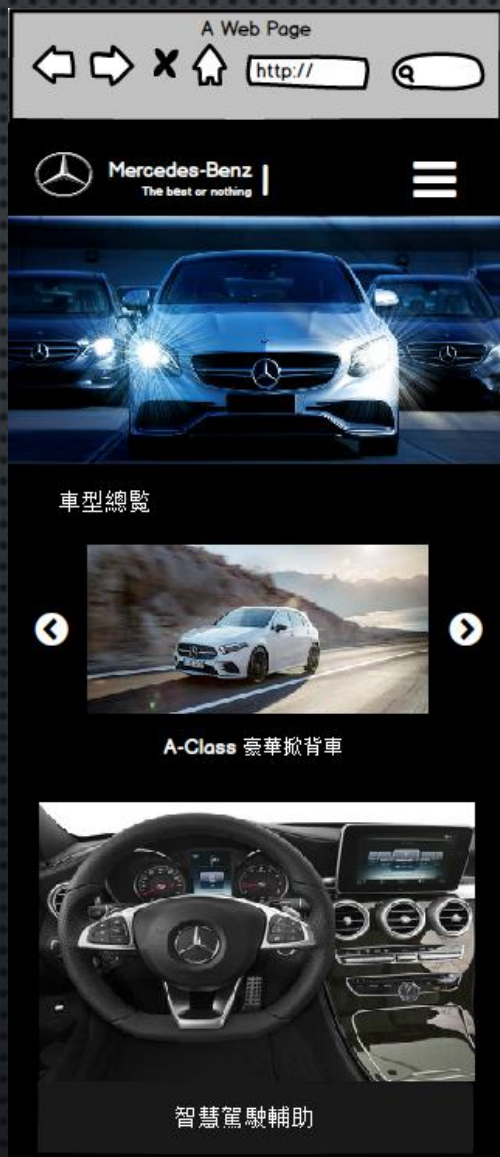 A Web Page
http://
Mercedes-Benz
The best or nothing
車型總覧
A-Class 豪華掀背車
智慧駕駛輔助